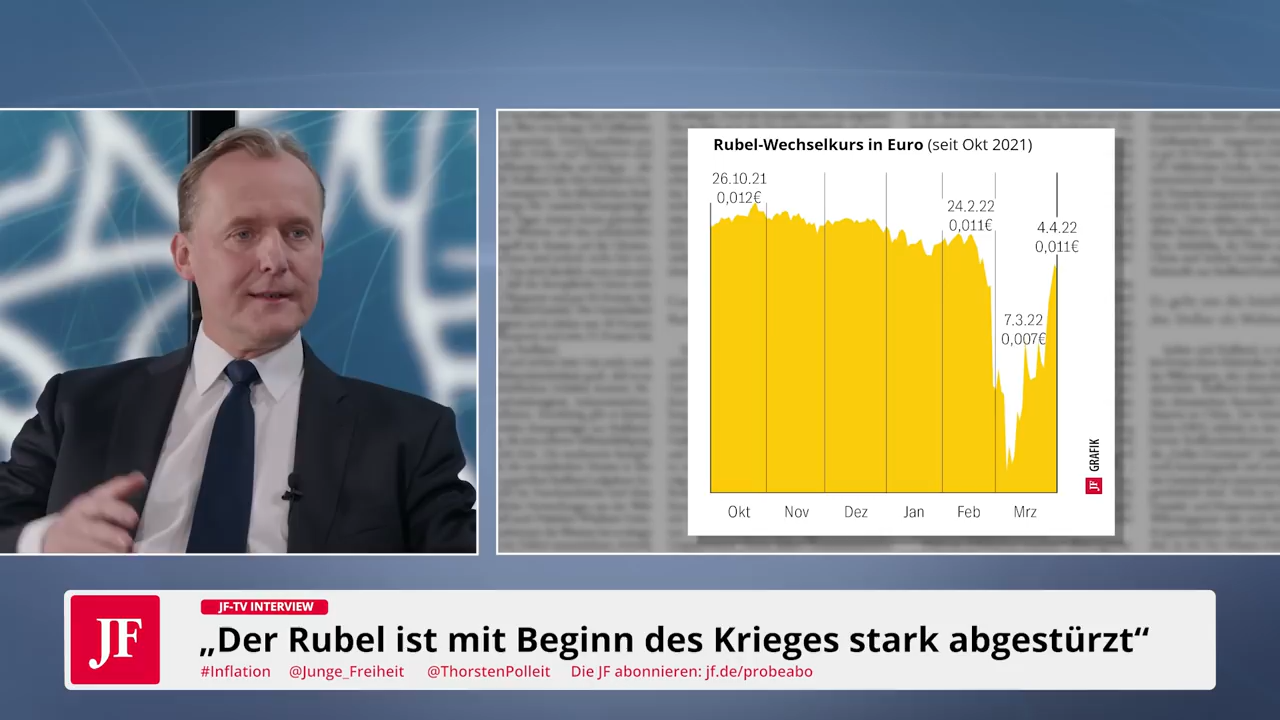 Rubel-Wechselkurs in Euro (seit Okt 2021)
26.10.21
0,012€
24.2.22
0,011€
4.4.22
0,011€
7.3.22
0,007€
JF GRAFIK
Okt Nov Dez Jan Feb Mrz
JF
JF-TV INTERVIEW
„Der Rubel ist mit Beginn des Krieges stark abgestürzt“
#Inflation @Junge_Freiheit @ThorstenPolleit Die JF abonnieren: jf.de/probeabo